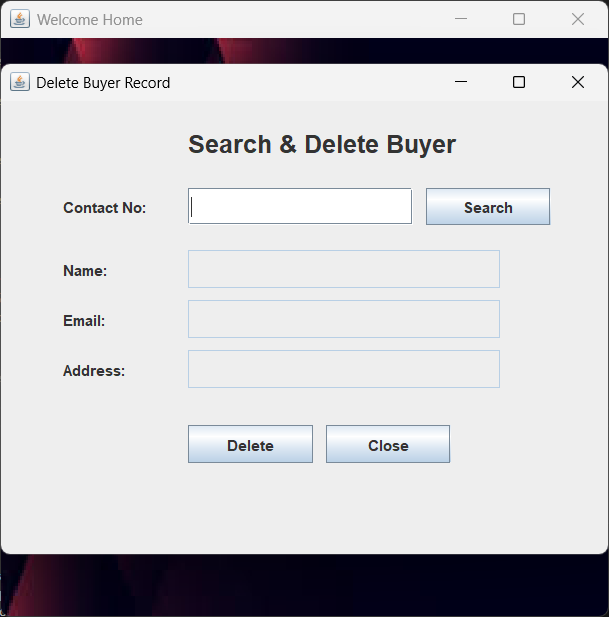 Welcome Home
Delete Buyer Record
Search & Delete Buyer
Contact No:
Search
Name:
Email:
Address:
Delete
Close